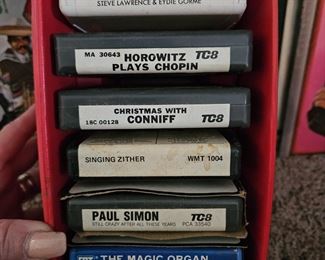 STEVE LAWRENCE & EYDIE GORME
MA 30643 HOROWITZ TC8
PLAYS CHOPIN
CHRISTMAS WITH
18C 00128 CONNIFF TC8
SINGING ZITHER WMT 1004
PAUL SIMON TC8
STILL CRAZY AFTER ALL THESE YEARS PCA 33540
THE MAGIC ORGAN